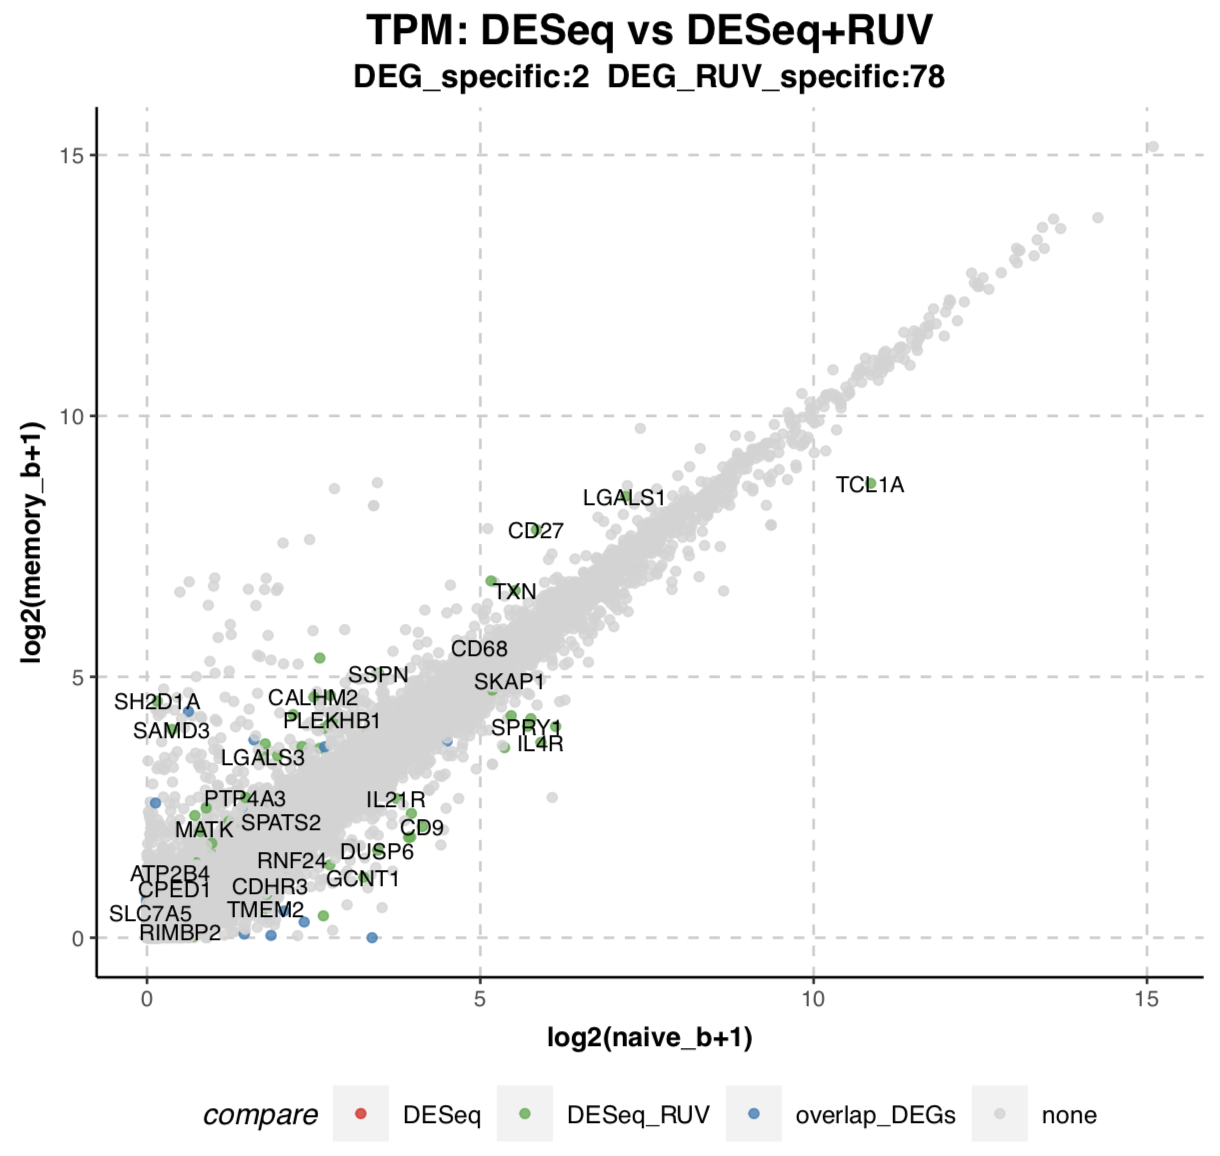 TPM: DESeq vs DESeq+RUV
DEG_specific:2  DEG_RUV_specific:78
log2(memory_b+1)
15
10
5
0
TCL1A
LGALS1
CD27
TXN
CD68
SSPN
SKAP1
SH2D1A
CALHM2
PLEKHB1
SAMD3
SPRY1
IL4R
LGALS3
PTP4A3
IL21R
MATK
SPATS2
CD9
DUSP6
RNF24
ATP2B4
GCNT1
CPED1
CDHR3
SLC7A5
TMEM2
RIMBP2
0
5
10
15
log2(naive_b+1)
compare
DESeq
DESeq_RUV
overlap_DEGs
none